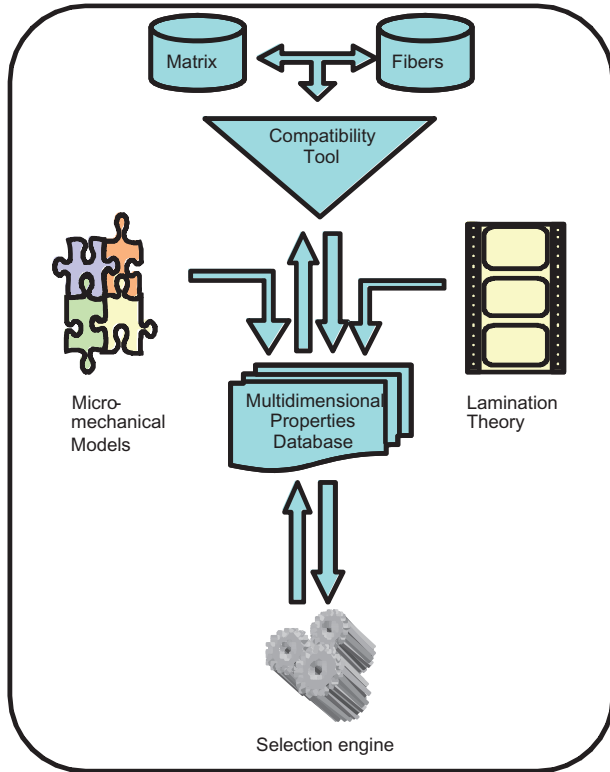 Matrix
Fibers
Compatibility
Tool
Micro-
mechanical
Models
Multidimensional
Properties
Database
Lamination
Theory
Selection engine